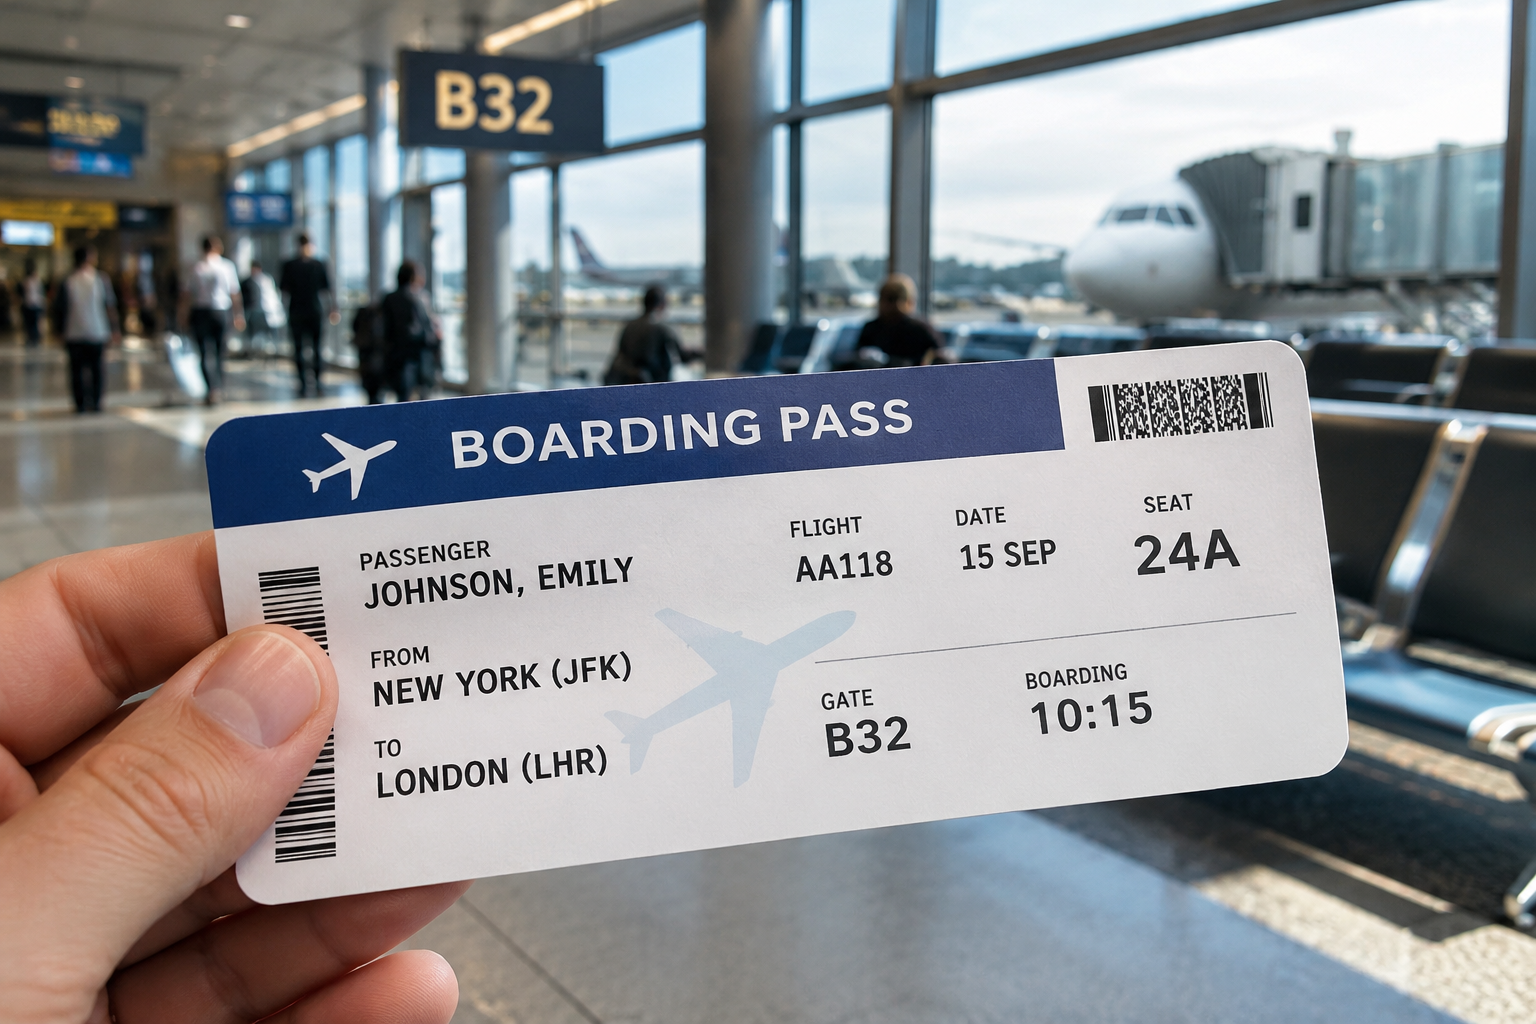 B32
BOARDING PASS
PASSENGER
JOHNSON, EMILY
FLIGHT
AA118
DATE
15 SEP
SEAT
24A
FROM
NEW YORK (JFK)
TO
LONDON (LHR)
GATE
B32
BOARDING
10:15